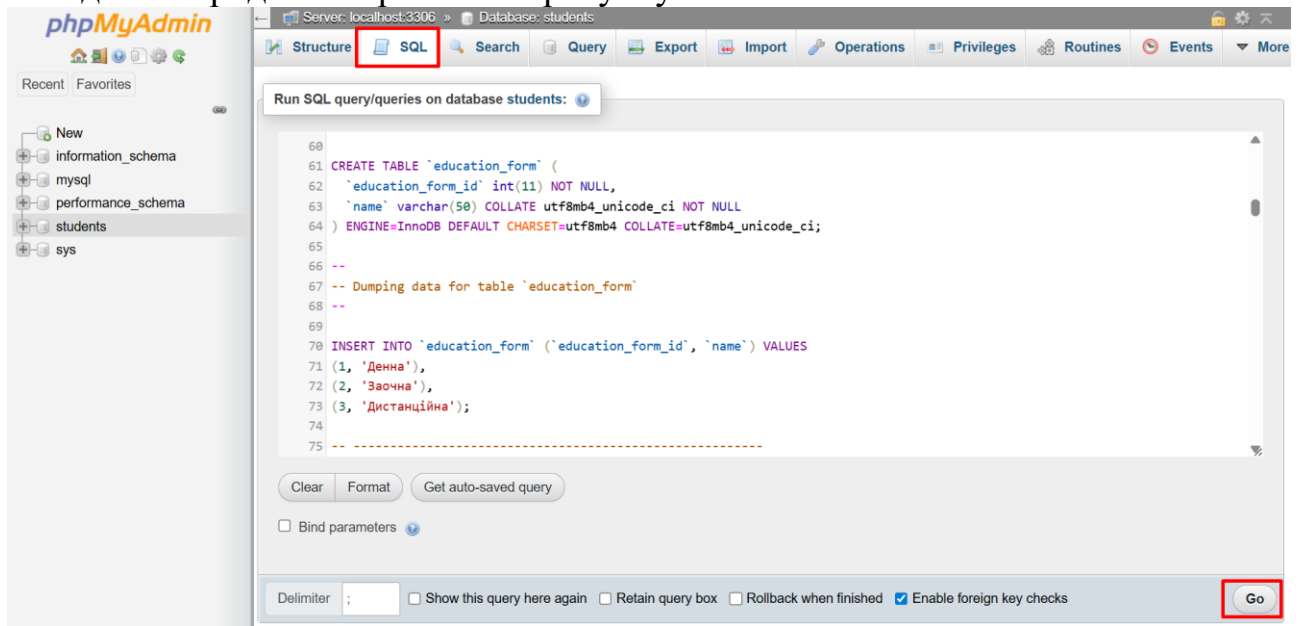 phpMyAdmin
Recent Favorites
New
information_schema
mysql
performance_schema
students
sys
Server: localhost:3306 » Database: students
Structure SQL Search Query Export Import Operations Privileges Routines Events More
Run SQL query/queries on database students:
60
61 CREATE TABLE `education_form` (
62 `education_form_id` int(11) NOT NULL,
63 `name` varchar(50) COLLATE utf8mb4_unicode_ci NOT NULL
64 ) ENGINE=InnoDB DEFAULT CHARSET=utf8mb4 COLLATE=utf8mb4_unicode_ci;
65
66 --
67 -- Dumping data for table `education_form`
68 --
69
70 INSERT INTO `education_form` (`education_form_id`, `name`) VALUES
71 (1, 'Денна'),
72 (2, 'Заочна'),
73 (3, 'Дистанційна');
74
75 -- --------------------------------------------------------
Clear Format Get auto-saved query
Bind parameters
Delimiter ; Show this query here again Retain query box Rollback when finished Enable foreign key checks Go